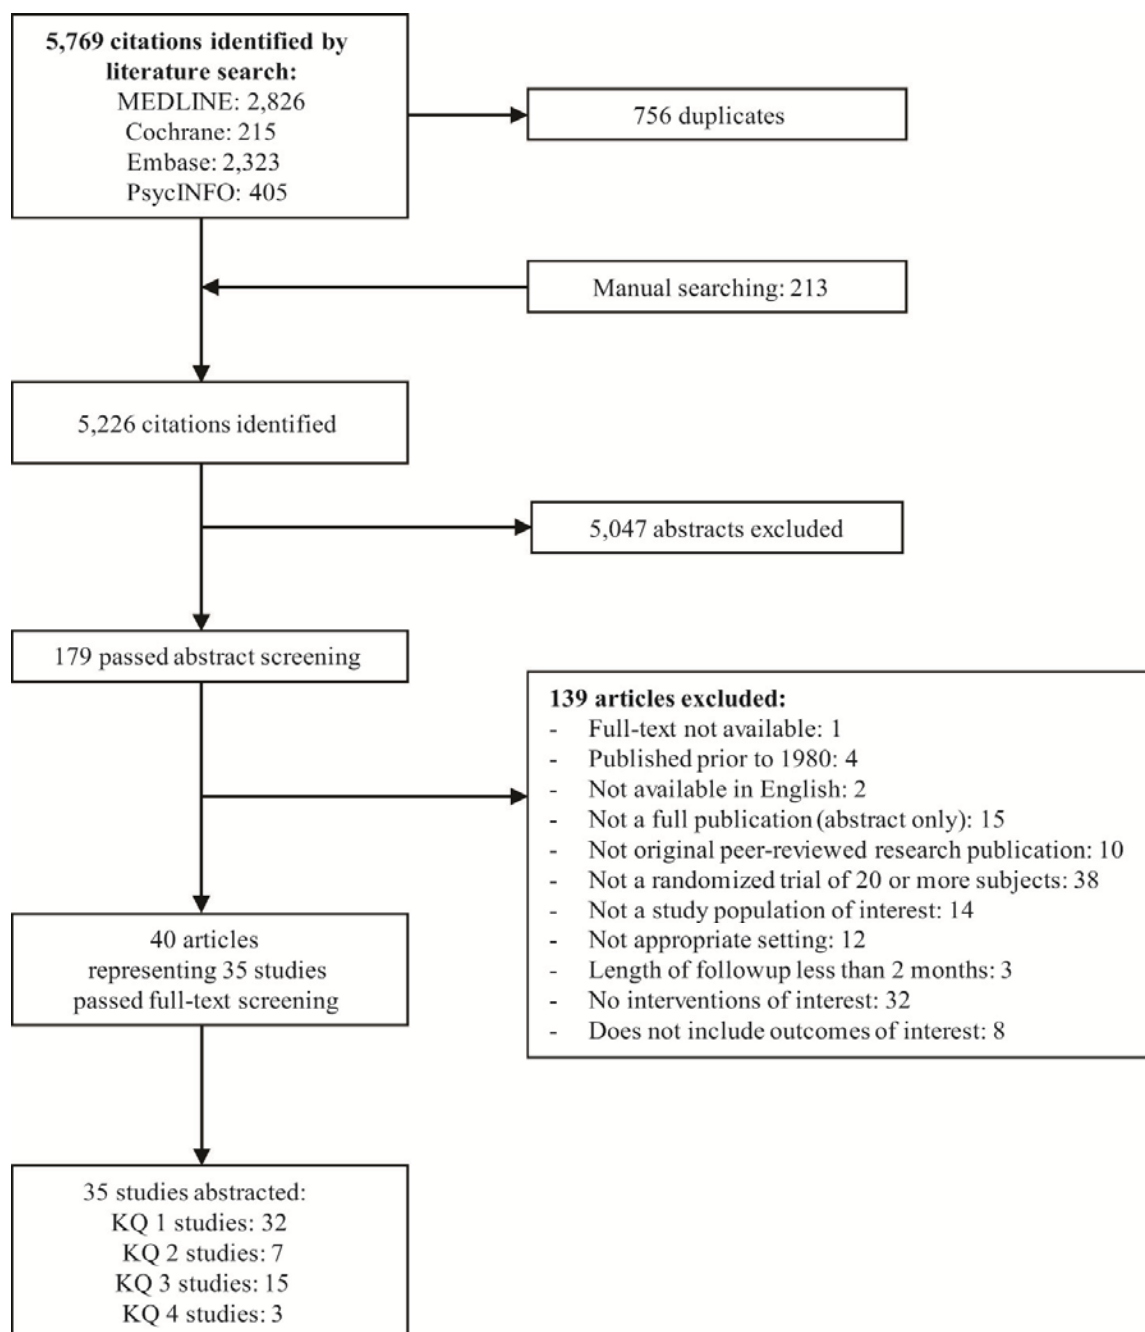 5,769 citations identified by
literature search:
MEDLINE: 2,826
Cochrane: 215
Embase: 2,323
PsycINFO: 405
756 duplicates
Manual searching: 213
5,226 citations identified
5,047 abstracts excluded
179 passed abstract screening
139 articles excluded:
- Full-text not available: 1
- Published prior to 1980: 4
- Not available in English: 2
- Not a full publication (abstract only): 15
- Not original peer-reviewed research publication: 10
- Not a randomized trial of 20 or more subjects: 38
- Not a study population of interest: 14
- Not appropriate setting: 12
- Length of followup less than 2 months: 3
- No interventions of interest: 32
- Does not include outcomes of interest: 8
40 articles
representing 35 studies
passed full-text screening
35 studies abstracted:
KQ 1 studies: 32
KQ 2 studies: 7
KQ 3 studies: 15
KQ 4 studies: 3